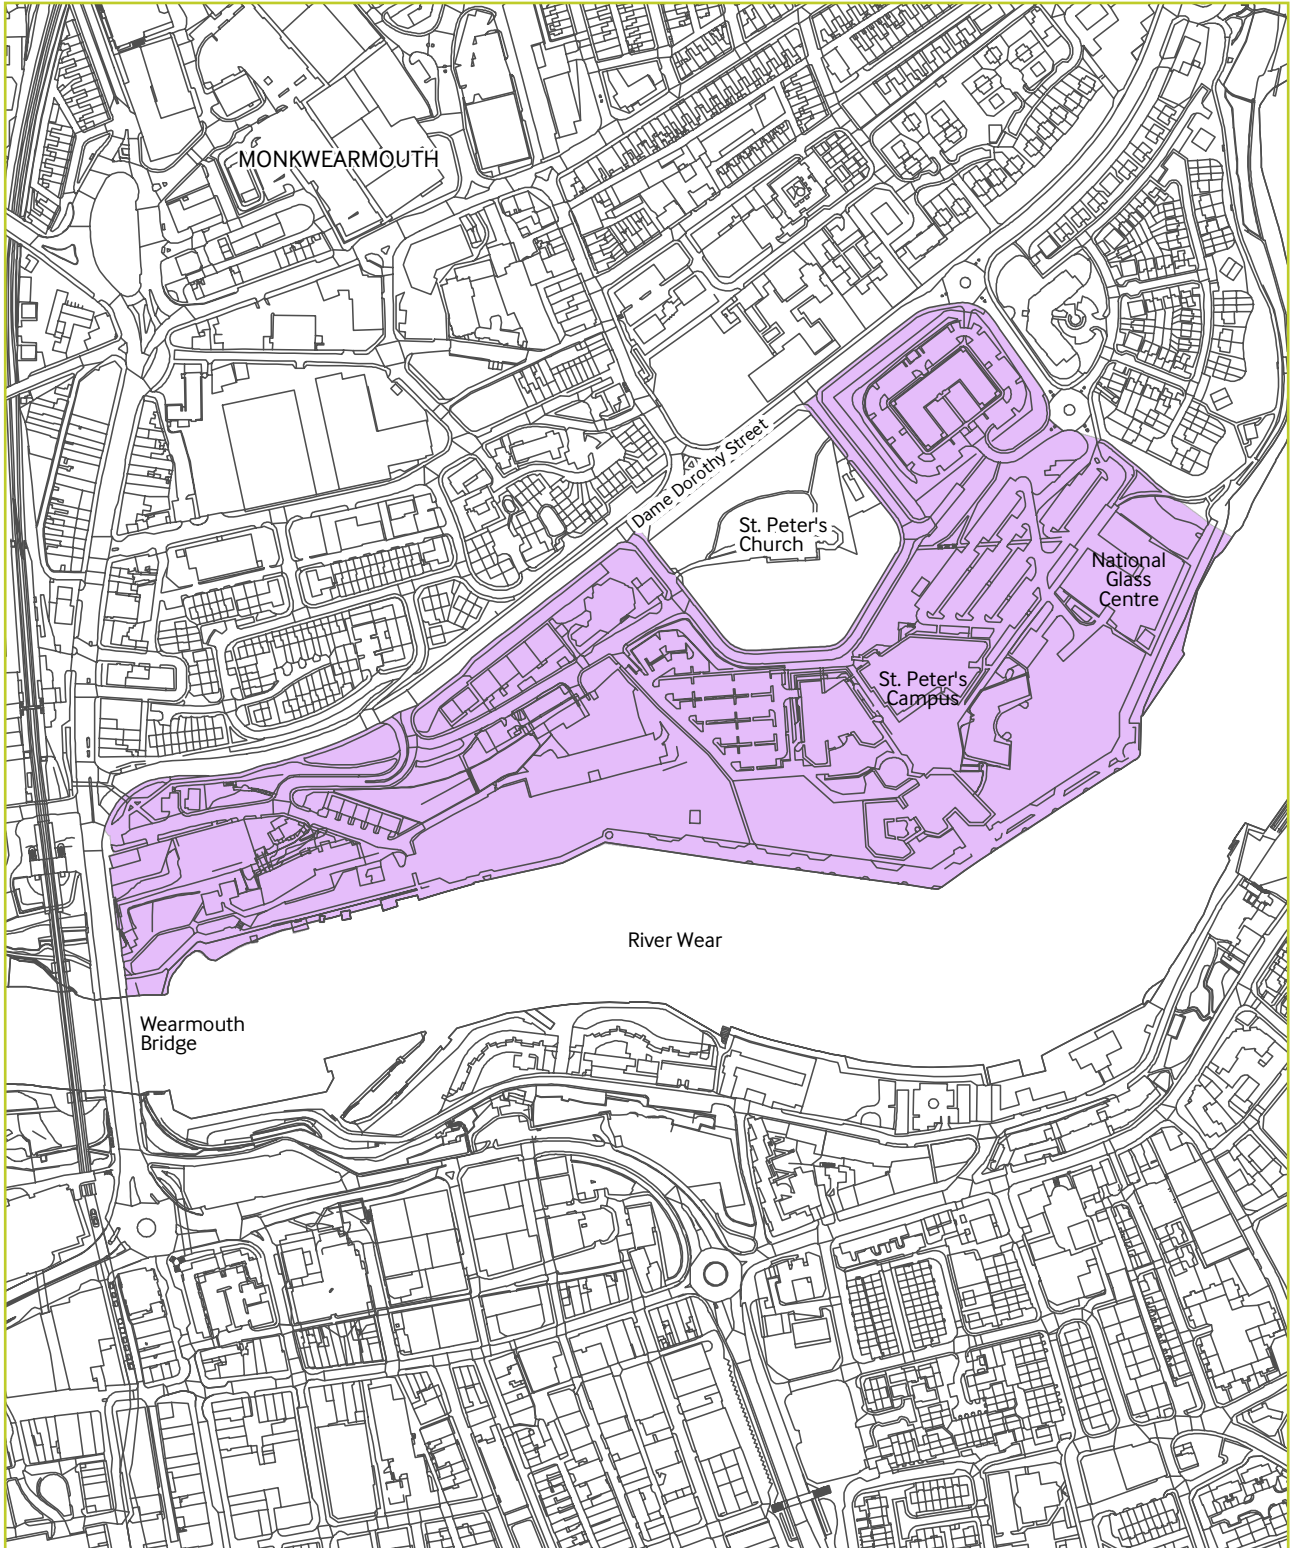 MONKWEARMOUTH
Dame Dorothy Street
St. Peter's
Church
National
Glass
Centre
St. Peter's
Campus
River Wear
Wearmouth
Bridge